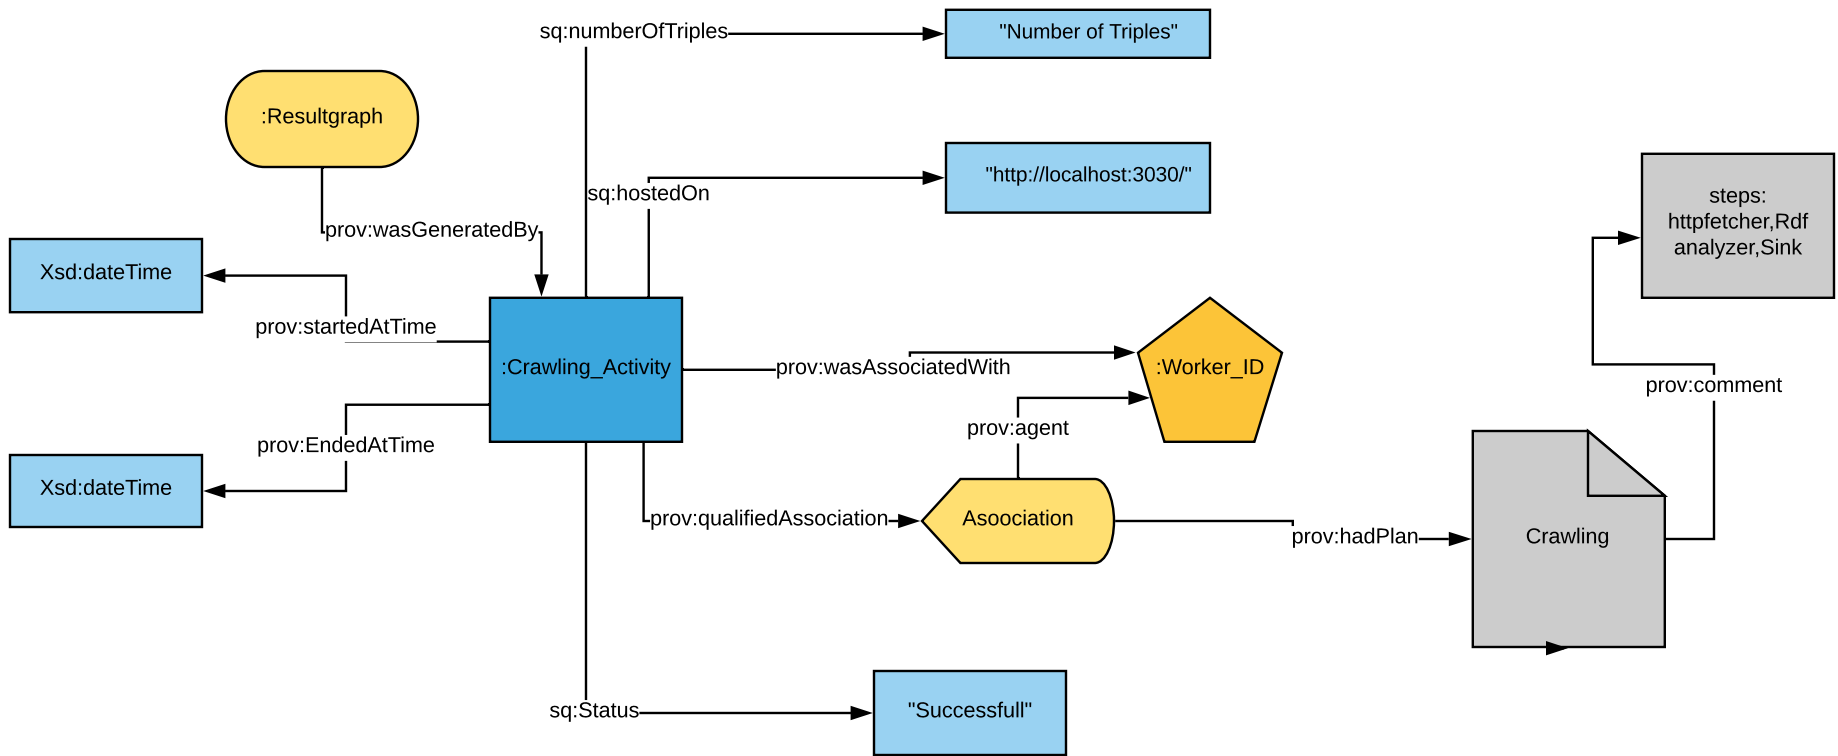 sq:numberOfTriples
"Number of Triples"
:Resultgraph
"http://localhost:3030/"
sq:hostedOn
steps:
httpfetcher,Rdf
analyzer,Sink
prov:wasGeneratedBy
Xsd:dateTime
prov:startedAtTime
:Crawling_Activity
prov:wasAssociatedWith
:Worker_ID
prov:comment
prov:agent
prov:EndedAtTime
Xsd:dateTime
prov:qualifiedAssociation
Asoociation
prov:hadPlan
Crawling
sq:Status
"Successfull"